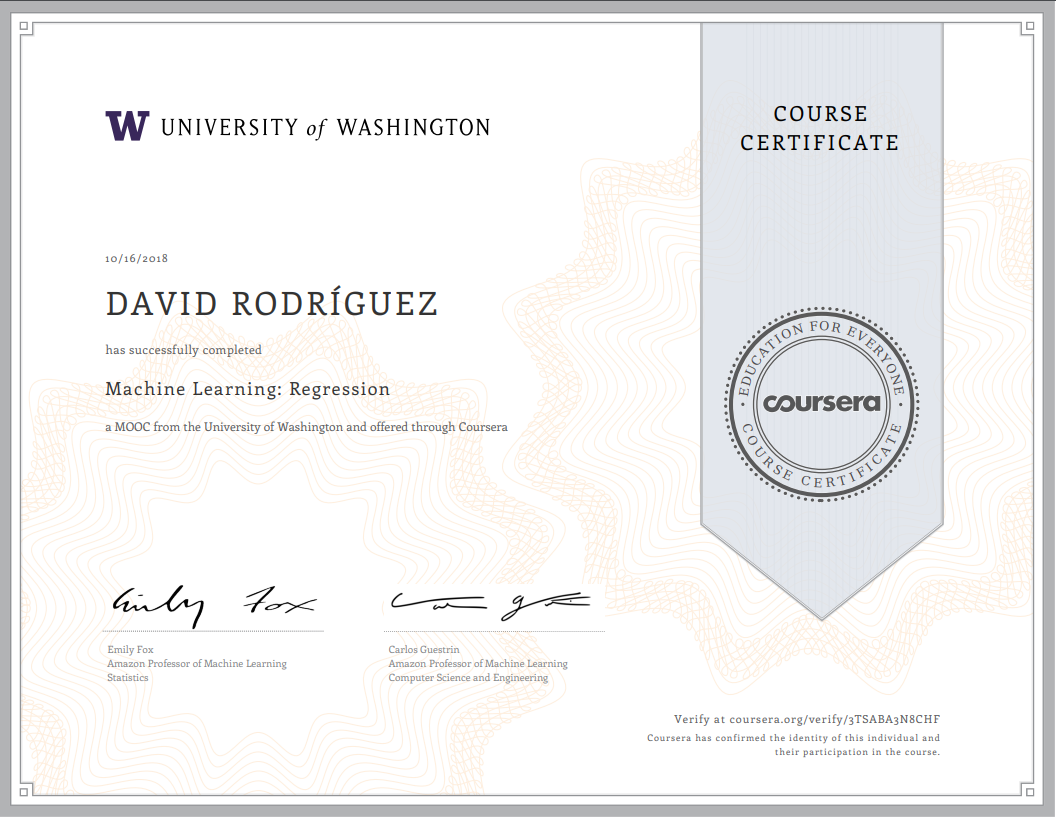 W UNIVERSITY of WASHINGTON
COURSE
CERTIFICATE
10/16/2018
DAVID RODRÍGUEZ
has successfully completed
Machine Learning: Regression
a MOOC from the University of Washington and offered through Coursera
EDUCATION FOR EVERYONE
coursera
COURSE CERTIFICATE
Emily Fox
Carlos Guestrin
Emily Fox
Amazon Professor of Machine Learning
Statistics
Carlos Guestrin
Amazon Professor of Machine Learning
Computer Science and Engineering
Verify at coursera.org/verify/3TSABA3N8CHF
Coursera has confirmed the identity of this individual and
their participation in the course.